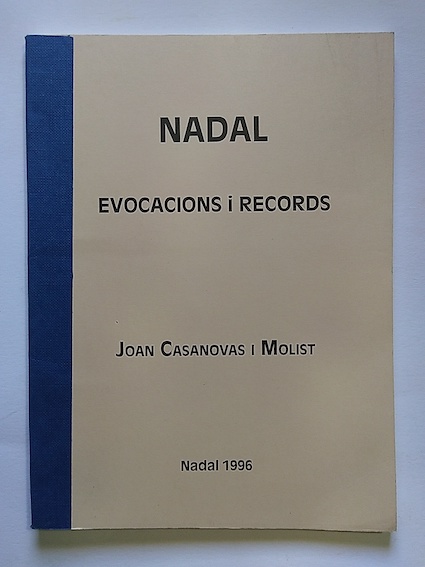 NADAL
EVOCACIONS i RECORDS
JOAN CASANOVAS I MOLIST
Nadal 1996